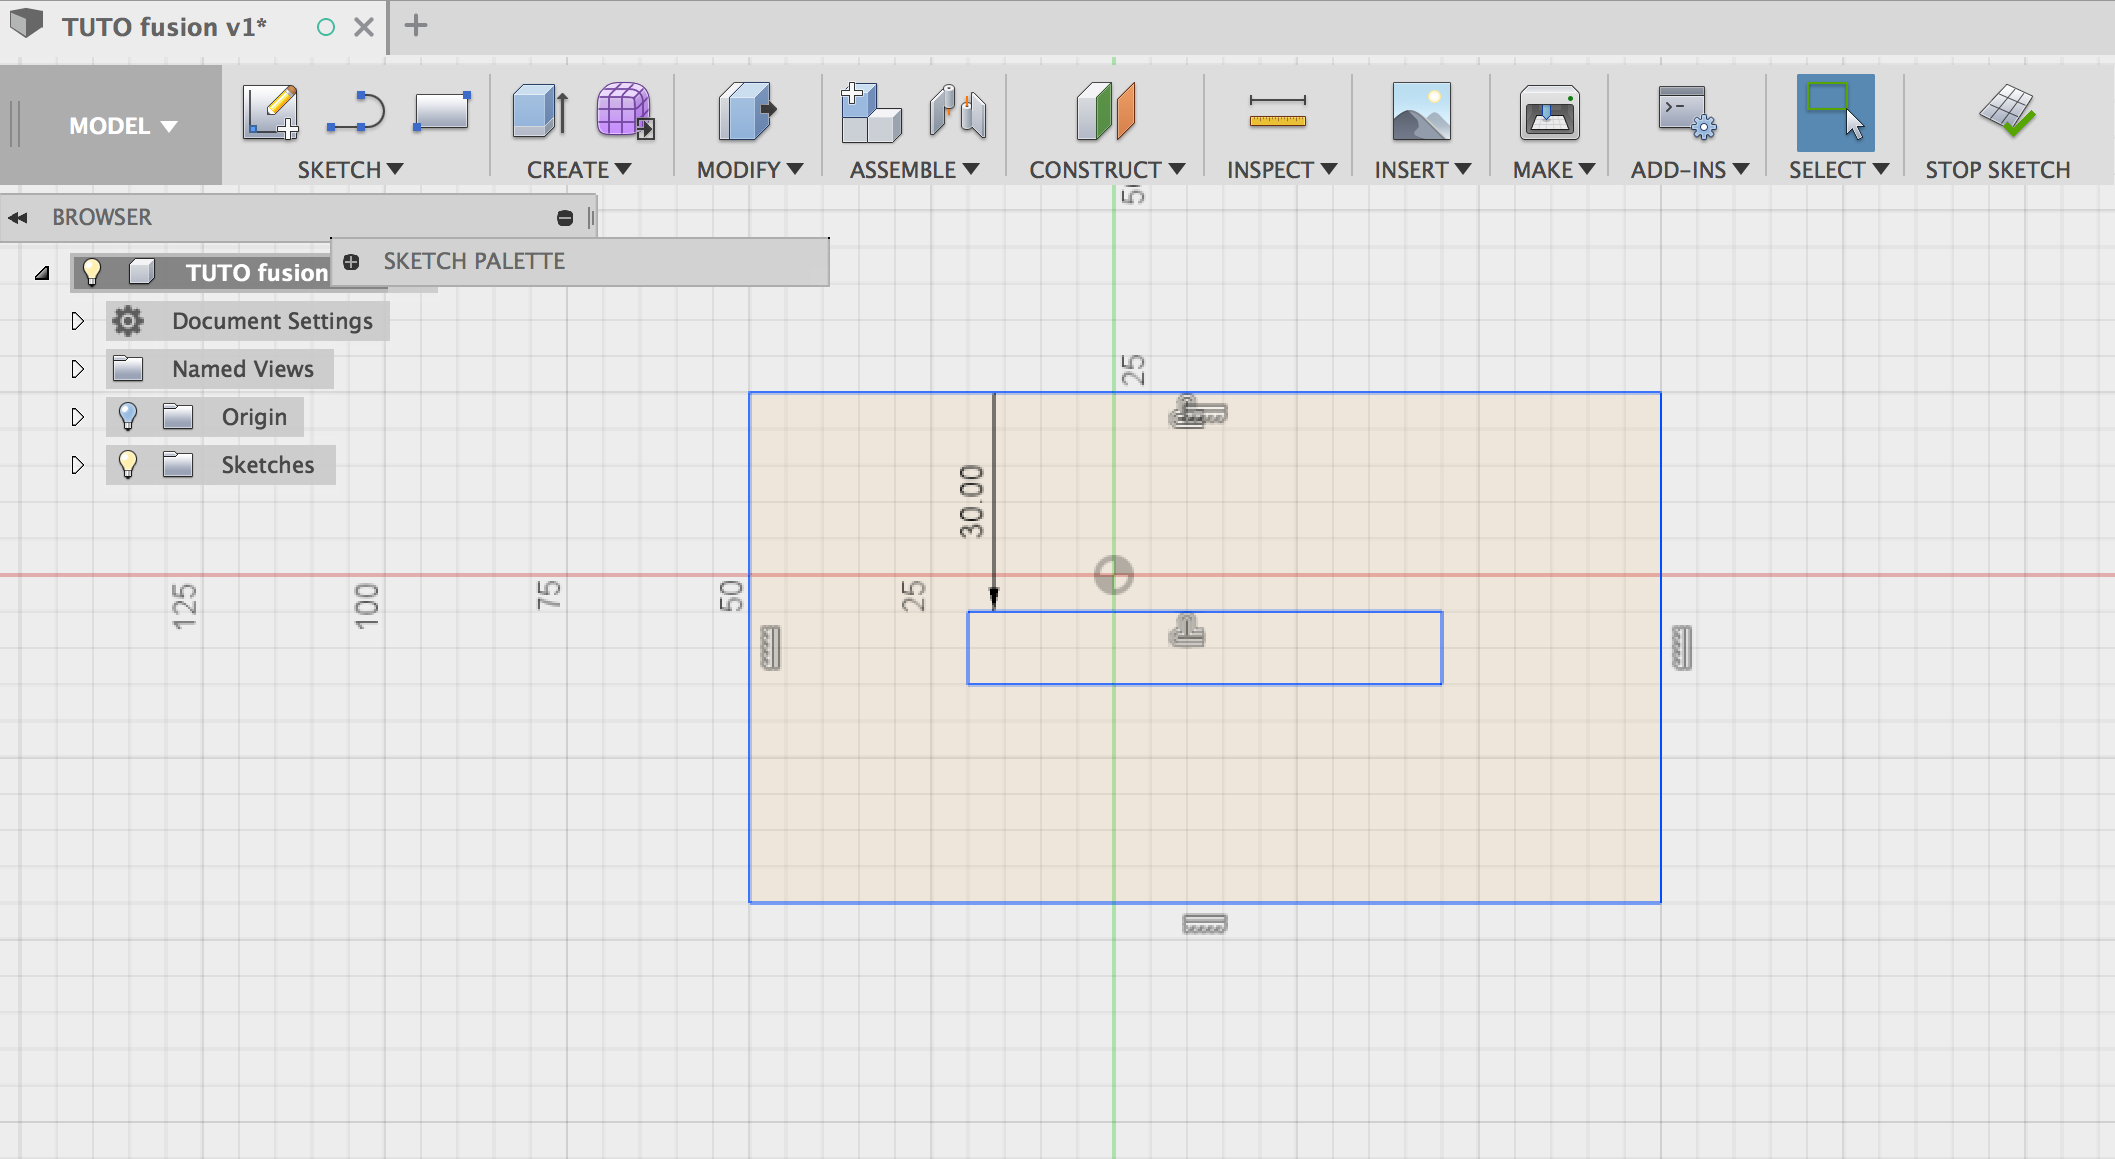 TUTO fusion v1*
MODEL
SKETCH
CREATE
MODIFY
ASSEMBLE
CONSTRUCT
INSPECT
INSERT
MAKE
ADD-INS
SELECT
STOP SKETCH
BROWSER
SKETCH PALETTE
TUTO fusion
Document Settings
Named Views
Origin
Sketches
50
25
30.00
125
100
75
50
25